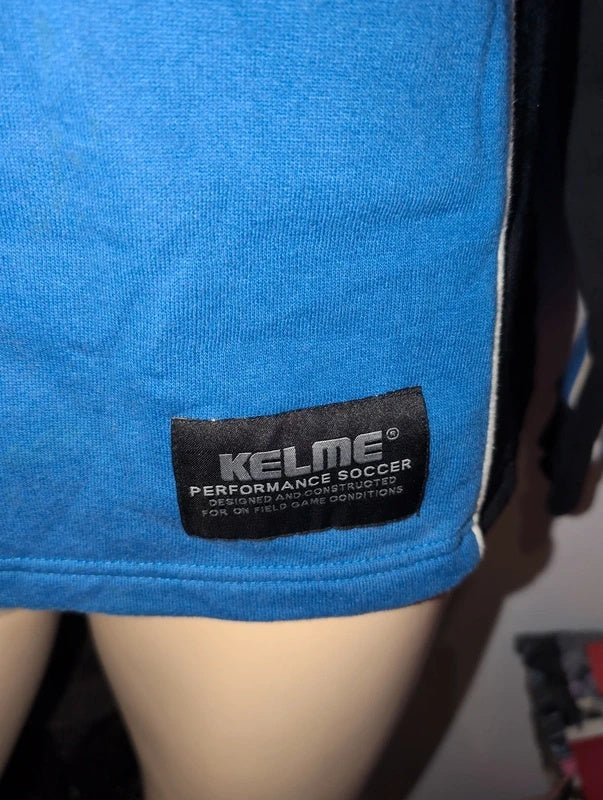 KELME®
PERFORMANCE SOCCER
DESIGNED AND CONSTRUCTED
FOR ON FIELD GAME CONDITIONS